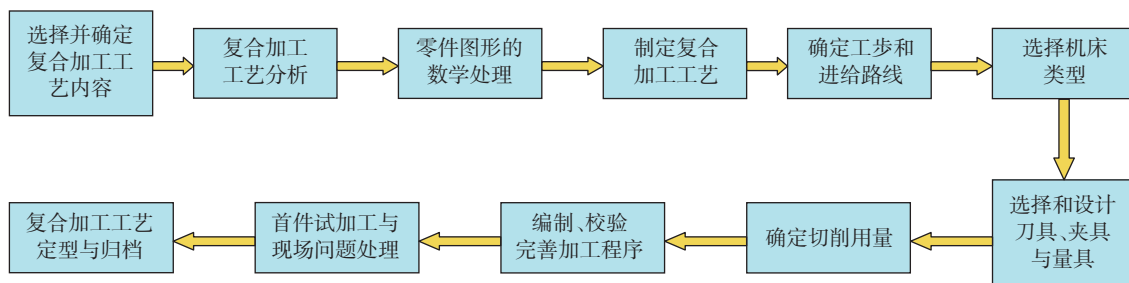 选择并确定
复合加工工
艺内容
复合加工
工艺分析
零件图形的
数学处理
制定复合
加工工艺
确定工步和
进给路线
选择机床
类型
选择和设计
刀具、夹具
与量具
确定切削用量
编制、校验
完善加工程序
首件试加工与
现场问题处理
复合加工工艺
定型与归档